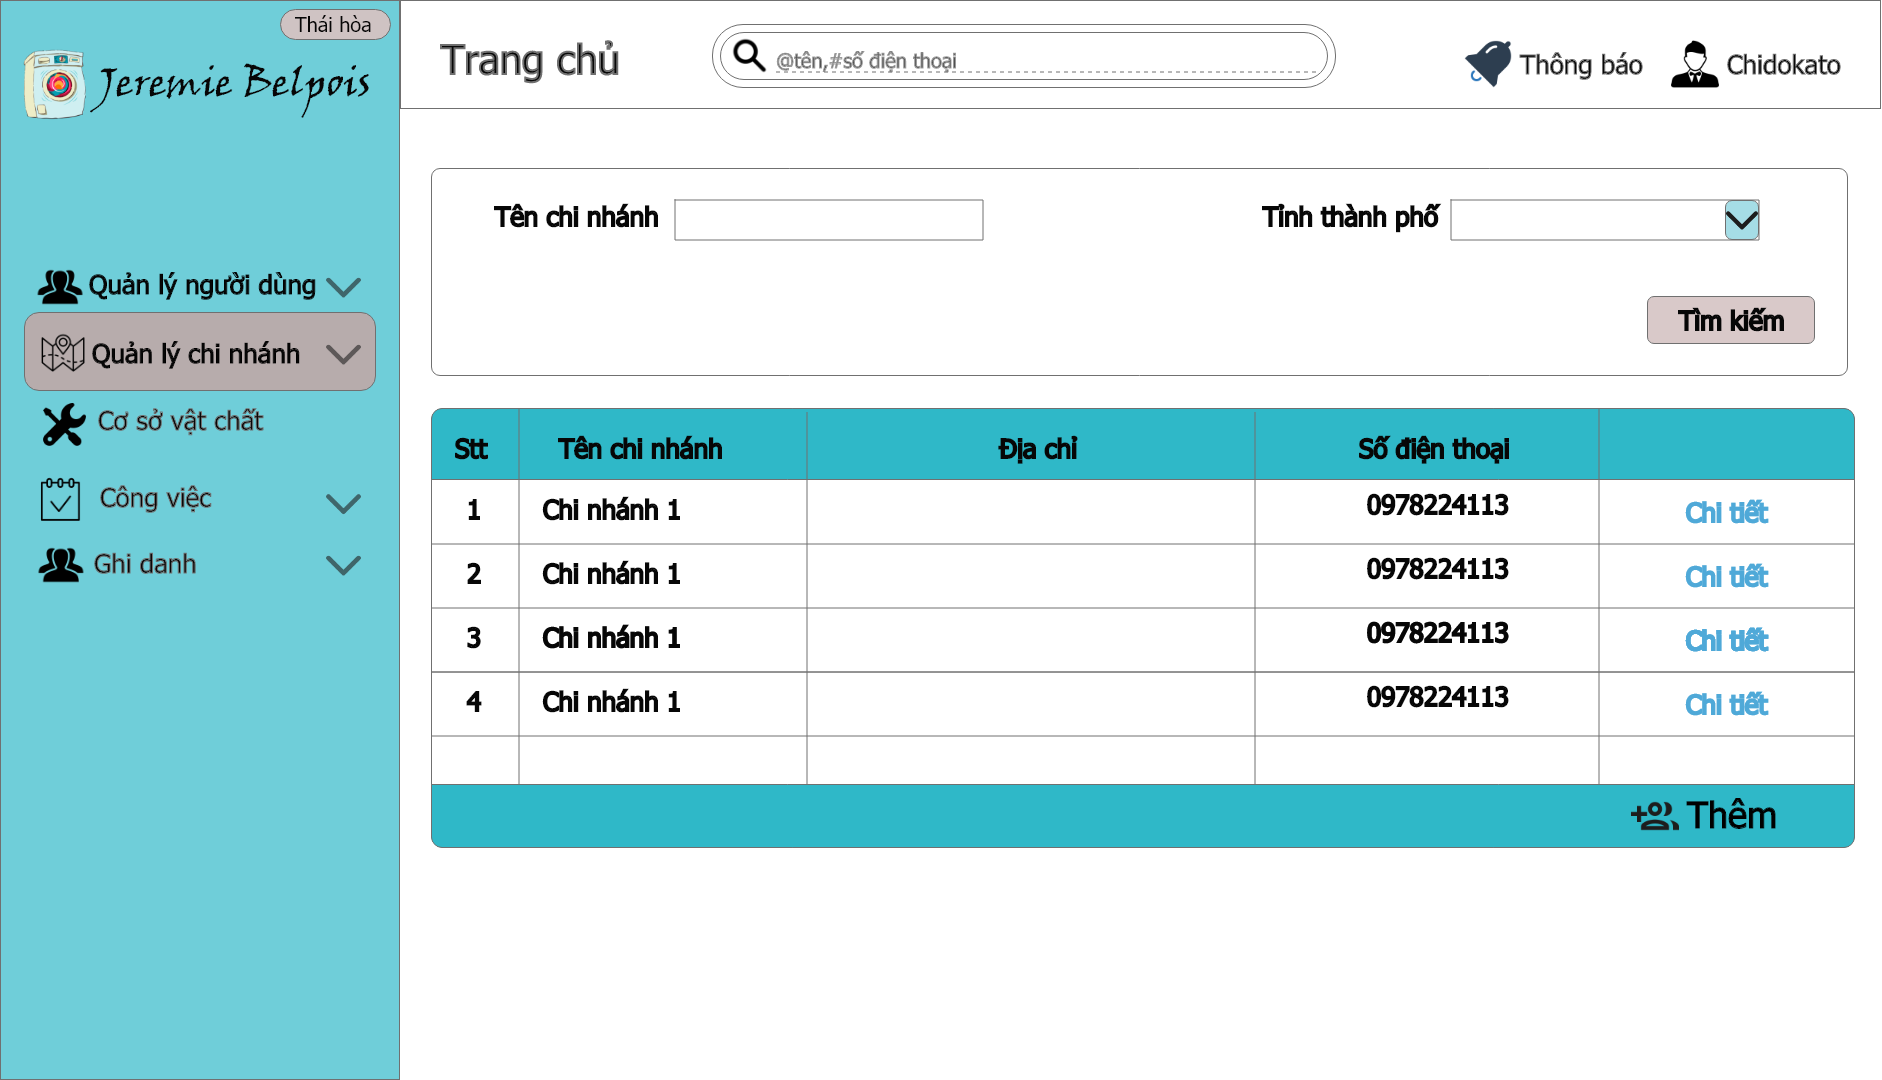 Thái hòa
Jeremie Belpois
Trang chủ
@tên,#số điện thoại
Thông báo
Chidokato
Quản lý người dùng
Quản lý chi nhánh
Cơ sở vật chất
Công việc
Ghi danh
Tên chi nhánh
Tỉnh thành phố
Tìm kiếm
Stt Tên chi nhánh Địa chỉ Số điện thoại
1 Chi nhánh 1 0978224113 Chi tiết
2 Chi nhánh 1 0978224113 Chi tiết
3 Chi nhánh 1 0978224113 Chi tiết
4 Chi nhánh 1 0978224113 Chi tiết
Thêm